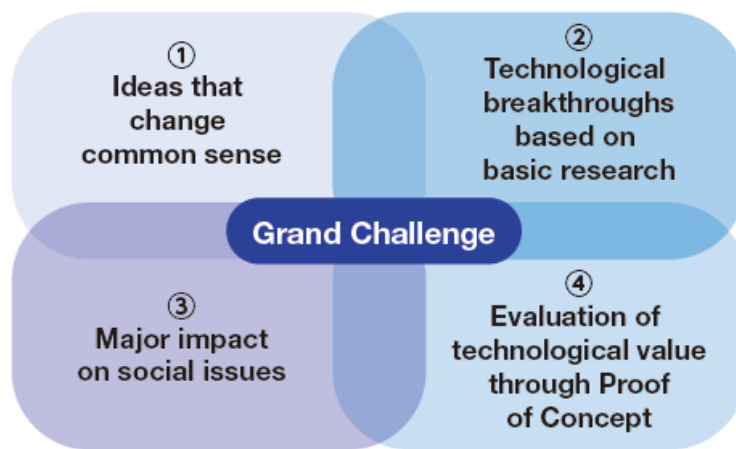 ①
Ideas that
change
common sense
②
Technological
breakthroughs
based on
basic research
Grand Challenge
③
Major impact
on social issues
④
Evaluation of
technological value
through Proof
of Concept